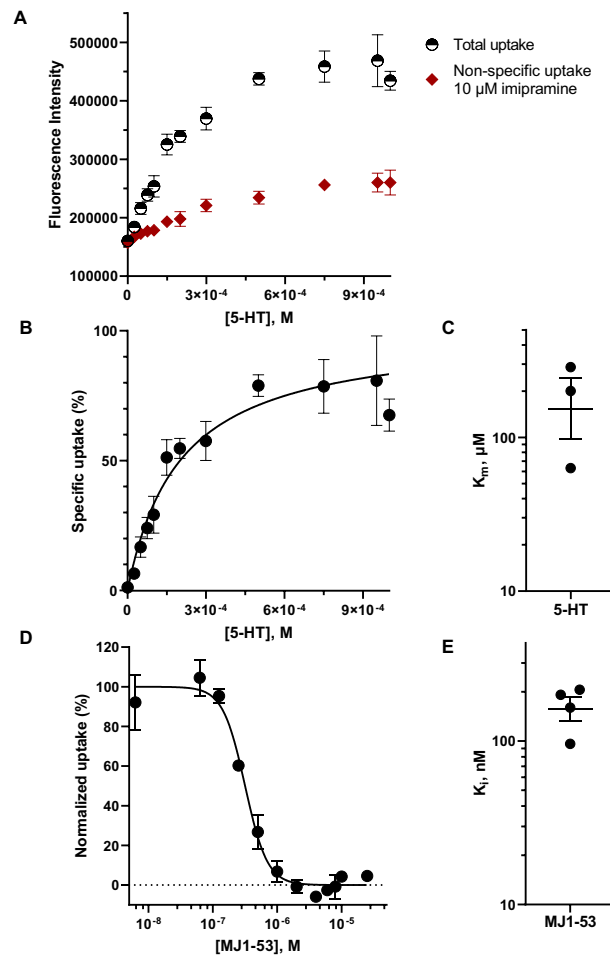 A
Total uptake
Non-specific uptake
10 µM imipramine
Fluorescence Intensity
500000
400000
300000
200000
100000
0 3×10⁻⁴ 6×10⁻⁴ 9×10⁻⁴
[5-HT], M
B
Specific uptake (%)
100
50
0
0 3×10⁻⁴ 6×10⁻⁴ 9×10⁻⁴
[5-HT], M
C
Kₘ, µM
100
10
5-HT
D
Normalized uptake (%)
120
100
80
60
40
20
0
10⁻⁸ 10⁻⁷ 10⁻⁶ 10⁻⁵
[MJ1-53], M
E
Kᵢ, nM
100
10
MJ1-53